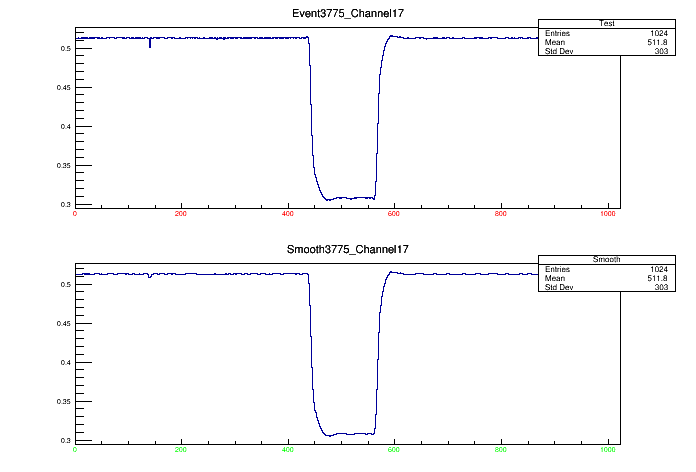 Event3775_Channel17
Test
Entries 1024
Mean 511.8
Std Dev 303
0.5
0.45
0.4
0.35
0.3
0 200 400 600 800 1000
Smooth3775_Channel17
Smooth
Entries 1024
Mean 511.8
Std Dev 303
0.5
0.45
0.4
0.35
0.3
0 200 400 600 800 1000